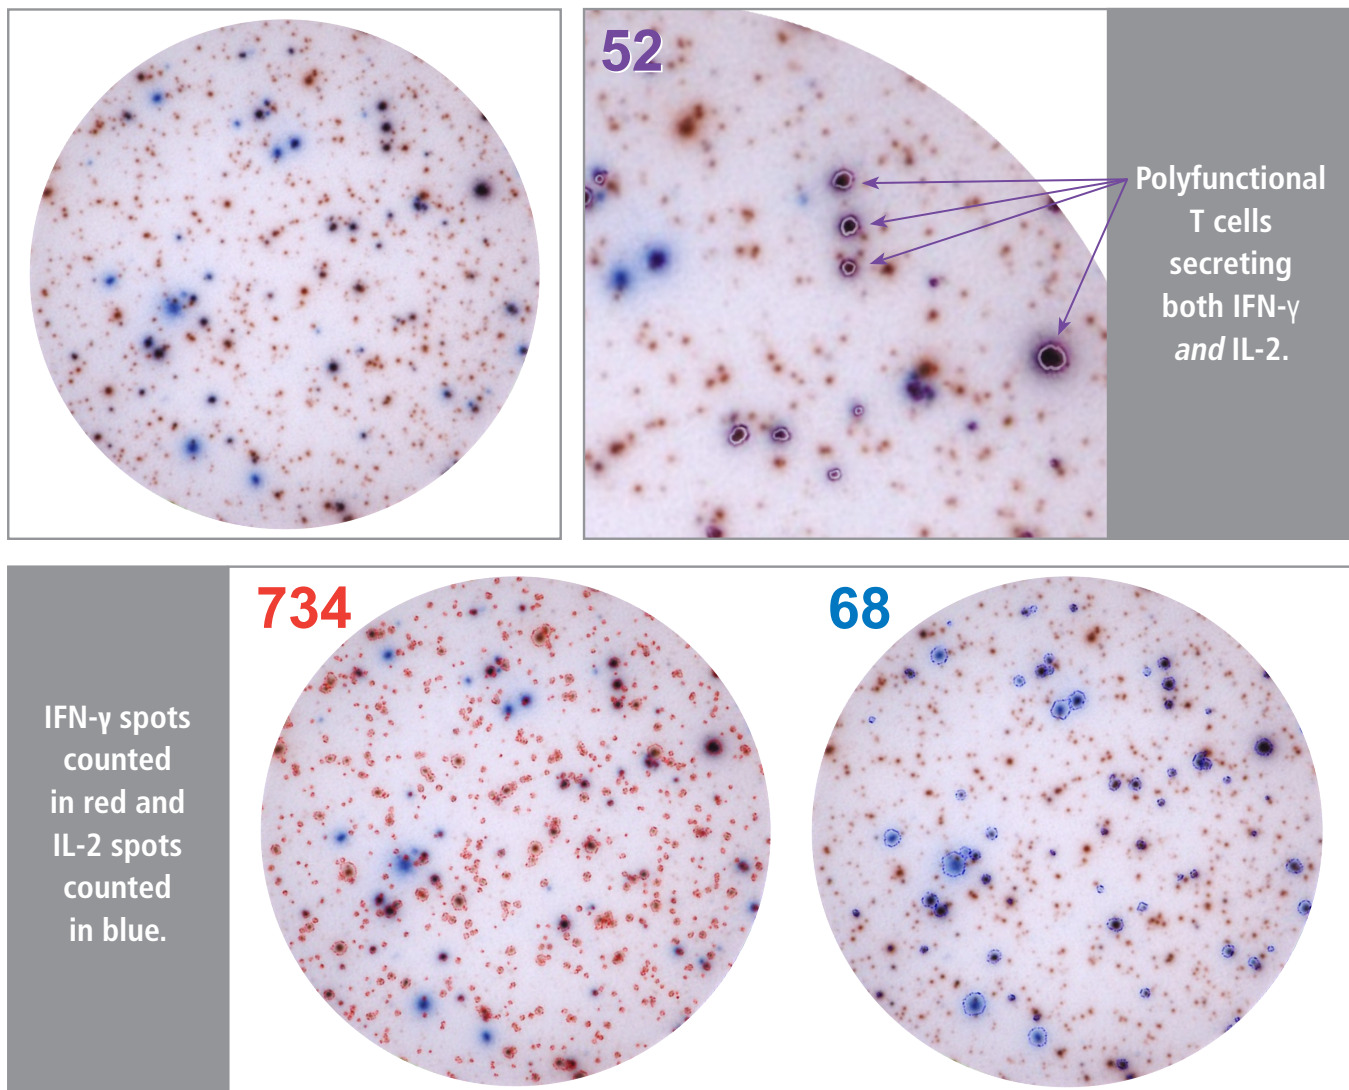 52
Polyfunctional
T cells
secreting
both IFN-γ
and IL-2.
734
68
IFN-γ spots
counted
in red and
IL-2 spots
counted
in blue.